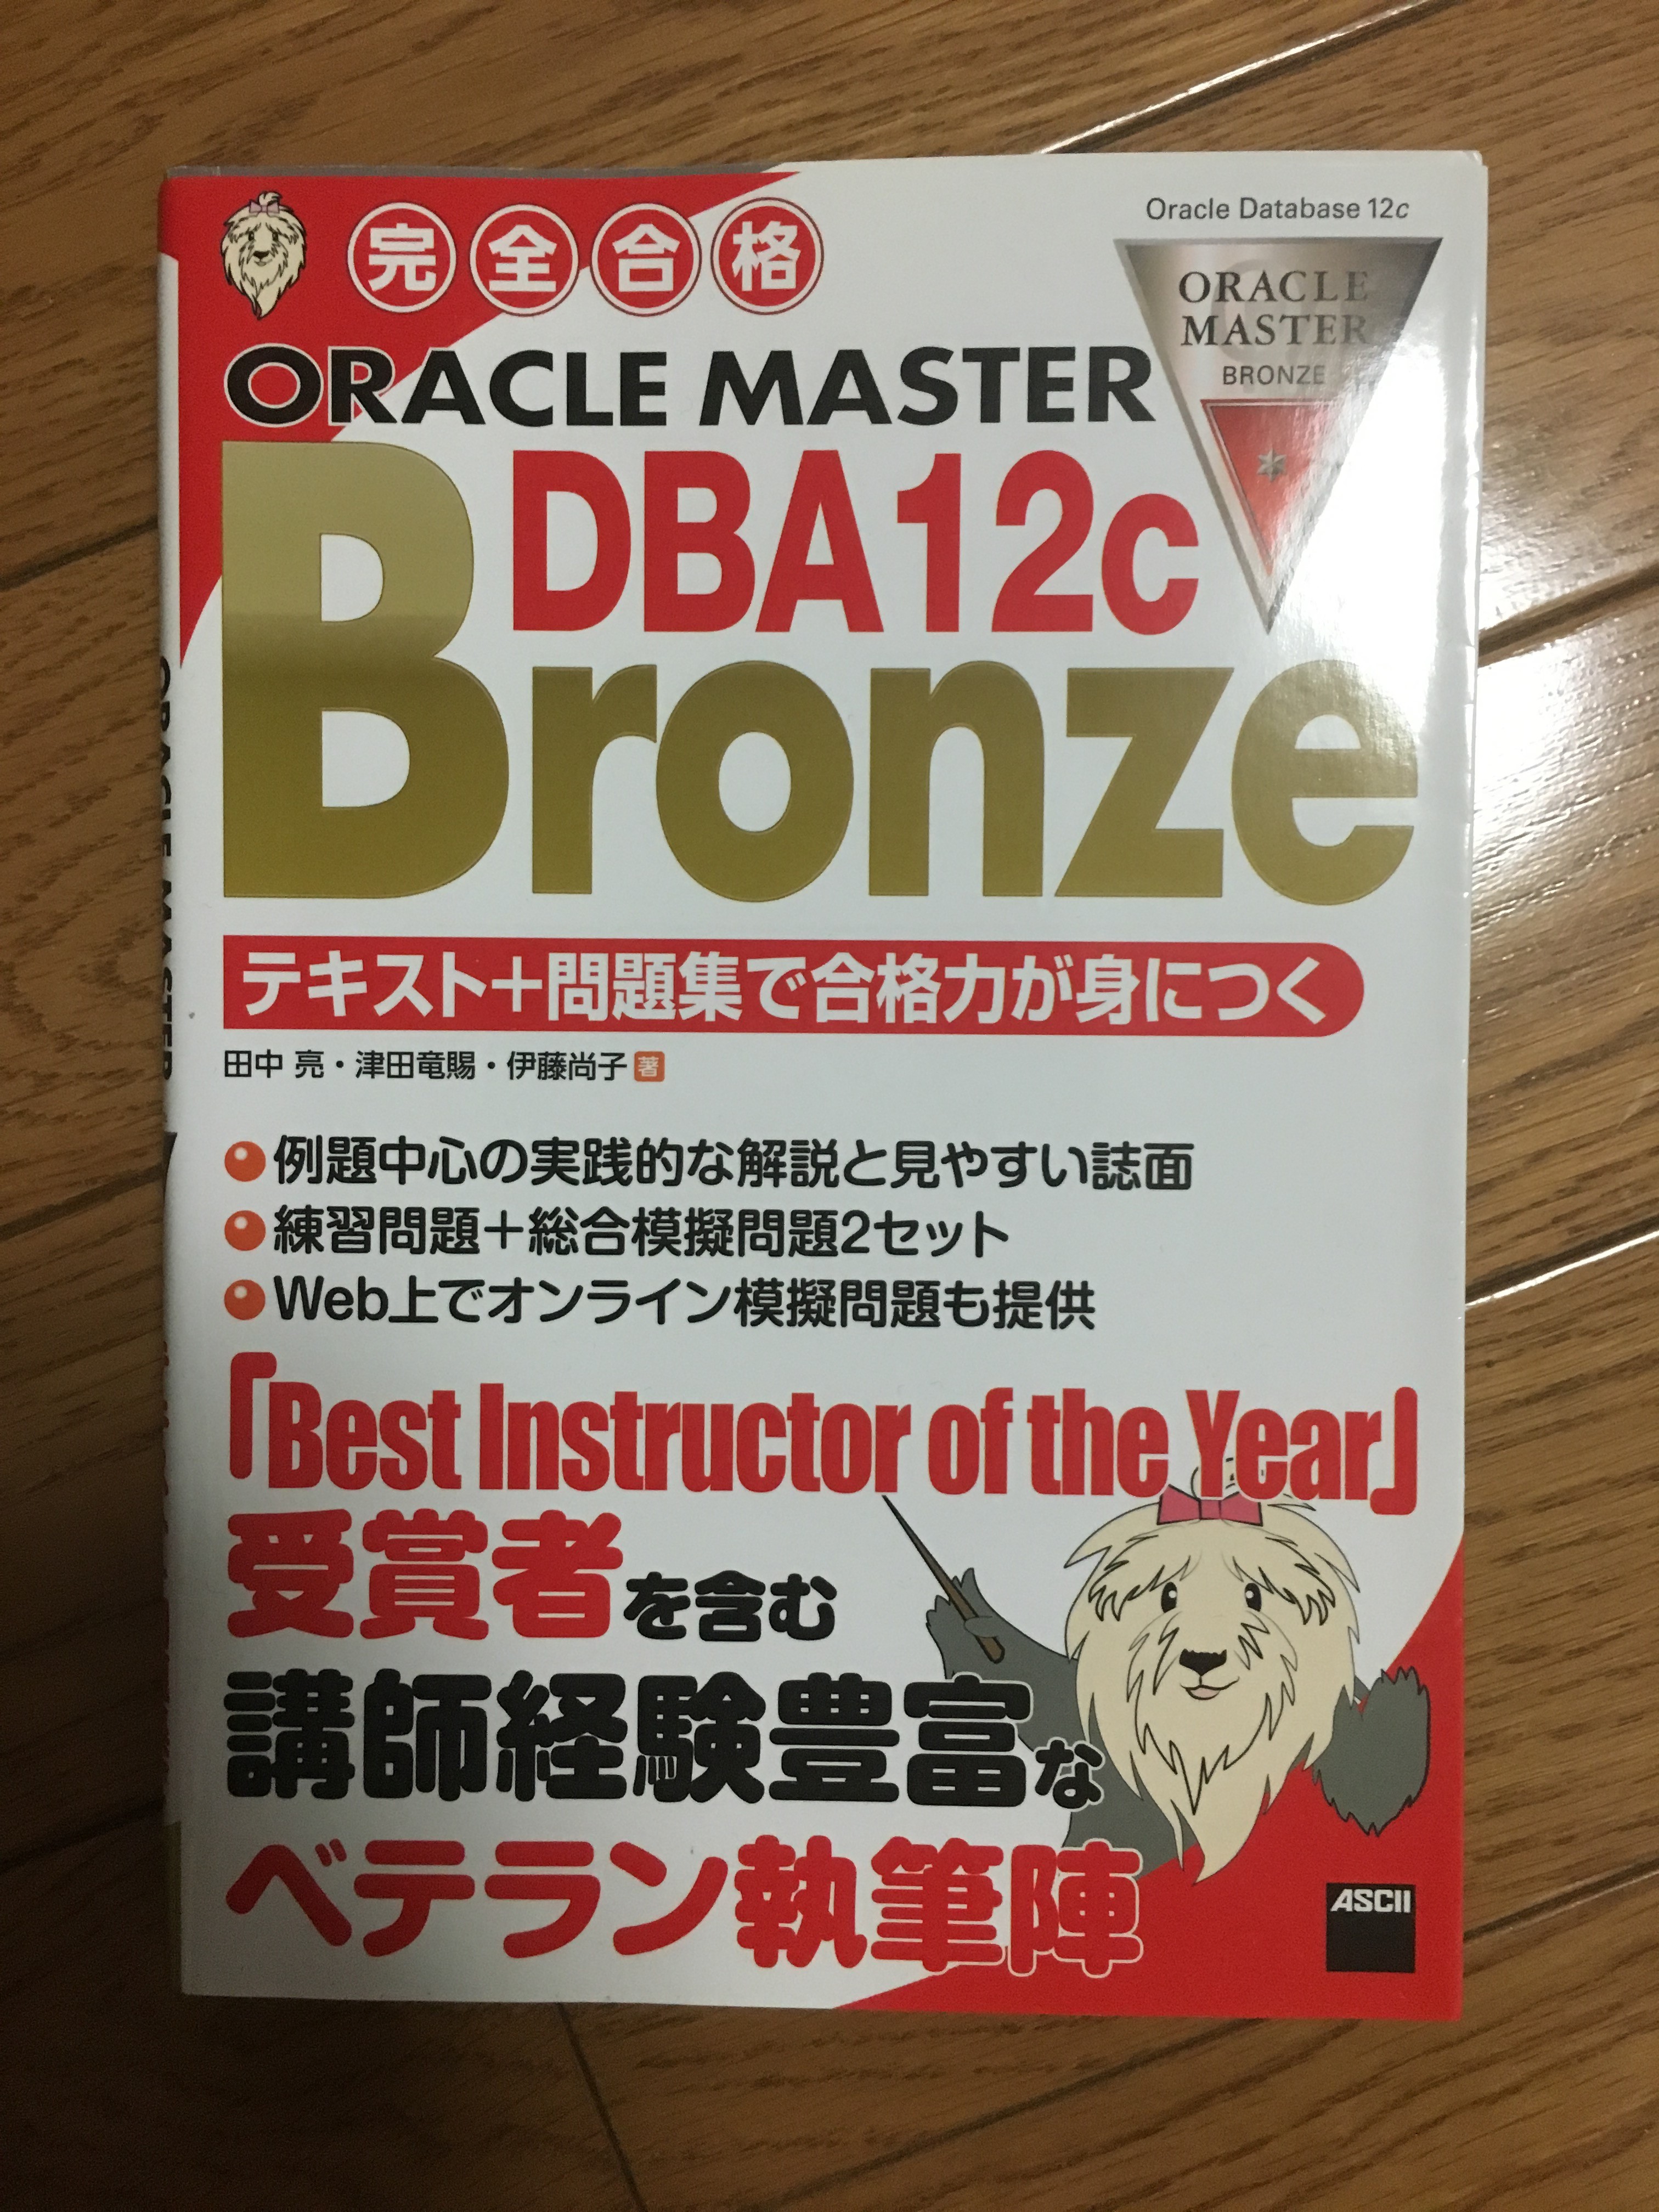 完全合格
Oracle Database 12c
ORACLE
MASTER
BRONZE
ORACLE MASTER
DBA12c
Bronze
テキスト＋問題集で合格力が身につく
田中 亮・津田竜賜・伊藤尚子 著
例題中心の実践的な解説と見やすい誌面
練習問題＋総合模擬問題2セット
Web上でオンライン模擬問題も提供
「Best Instructor of the Year」
受賞者を含む
講師経験豊富な
ベテラン執筆陣
ASCII
ORACLE MASTER